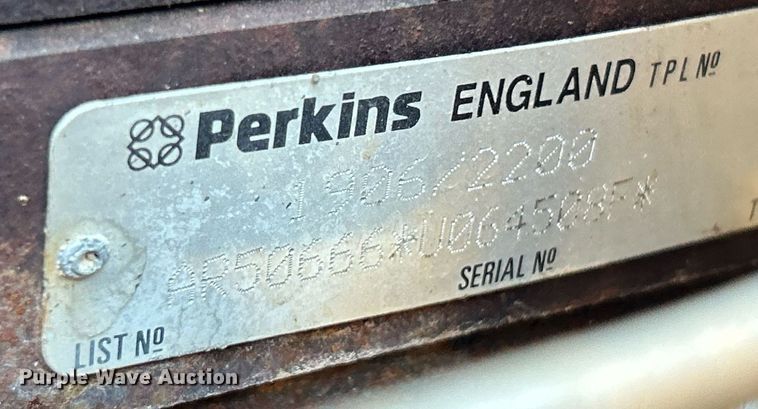 Perkins ENGLAND TPL Nº
1906/2200
AR50666*U064508F*
LIST Nº SERIAL Nº
Purple Wave Auction